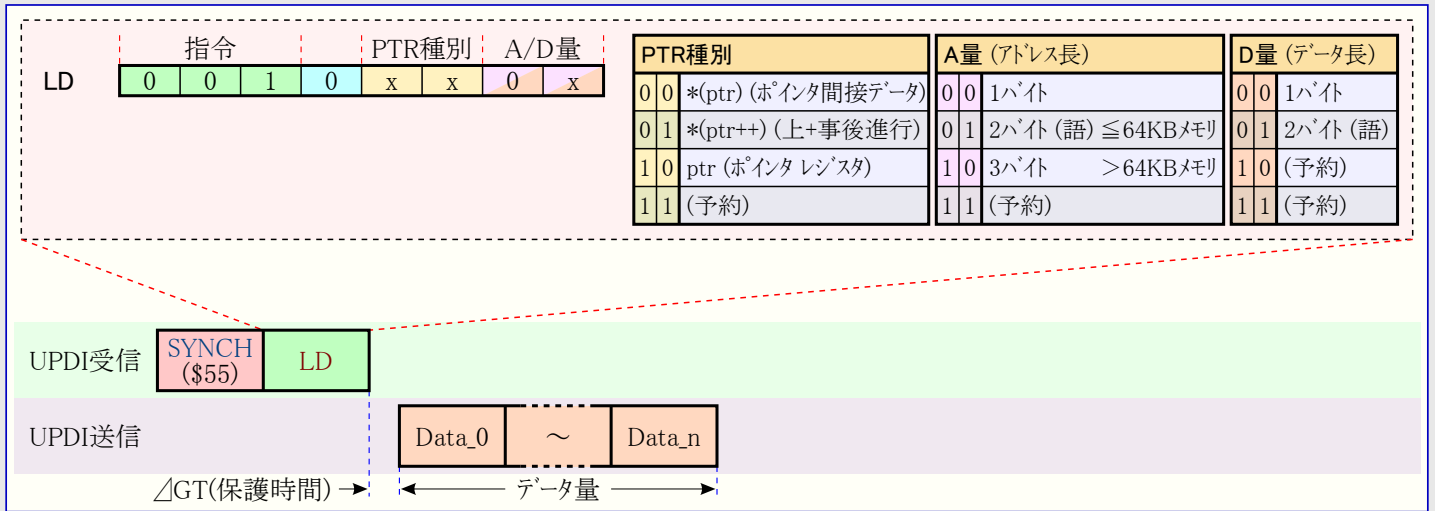 指令 PTR種別 A/D量
LD 0 0 1 0 x x 0 x
PTR種別
0 0 *(ptr) (ポインタ間接データ)
0 1 *(ptr++) (上+事後進行)
1 0 ptr (ポインタ レジスタ)
1 1 (予約)
A量 (アドレス長)
0 0 1バイト
0 1 2バイト (語) ≦64KBメモリ
1 0 3バイト >64KBメモリ
1 1 (予約)
D量 (データ長)
0 0 1バイト
0 1 2バイト (語)
1 0 (予約)
1 1 (予約)
UPDI受信 SYNCH
($55) LD
UPDI送信 Data_0 ～ Data_n
⊿GT(保護時間) データ量